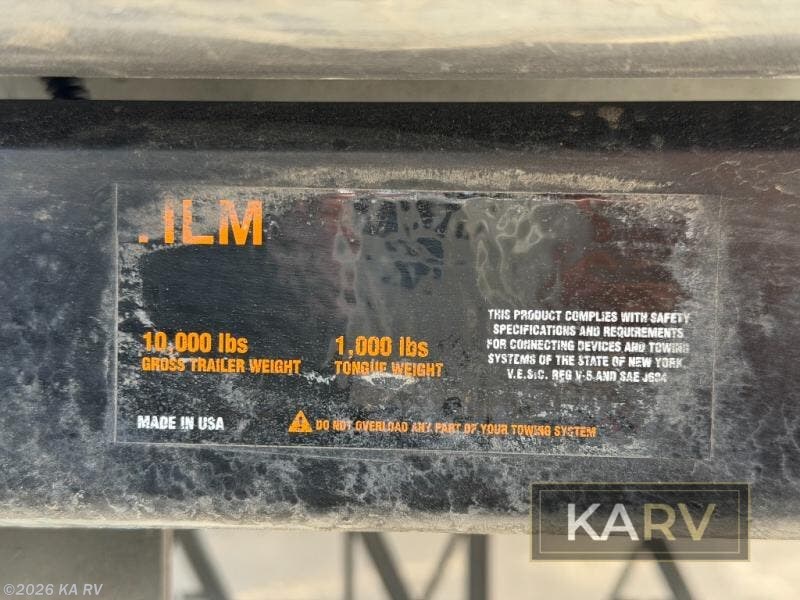 .ILM
10,000 lbs
GROSS TRAILER WEIGHT
1,000 lbs
TONGUE WEIGHT
THIS PRODUCT COMPLIES WITH SAFETY
SPECIFICATIONS AND REQUIREMENTS
FOR CONNECTING DEVICES AND TOWING
SYSTEMS OF THE STATE OF NEW YORK
V.E.S.C. REG V-5 AND SAE J684
MADE IN USA
DO NOT OVERLOAD ANY PART OF YOUR TOWING SYSTEM
KARV
©2026 KA RV